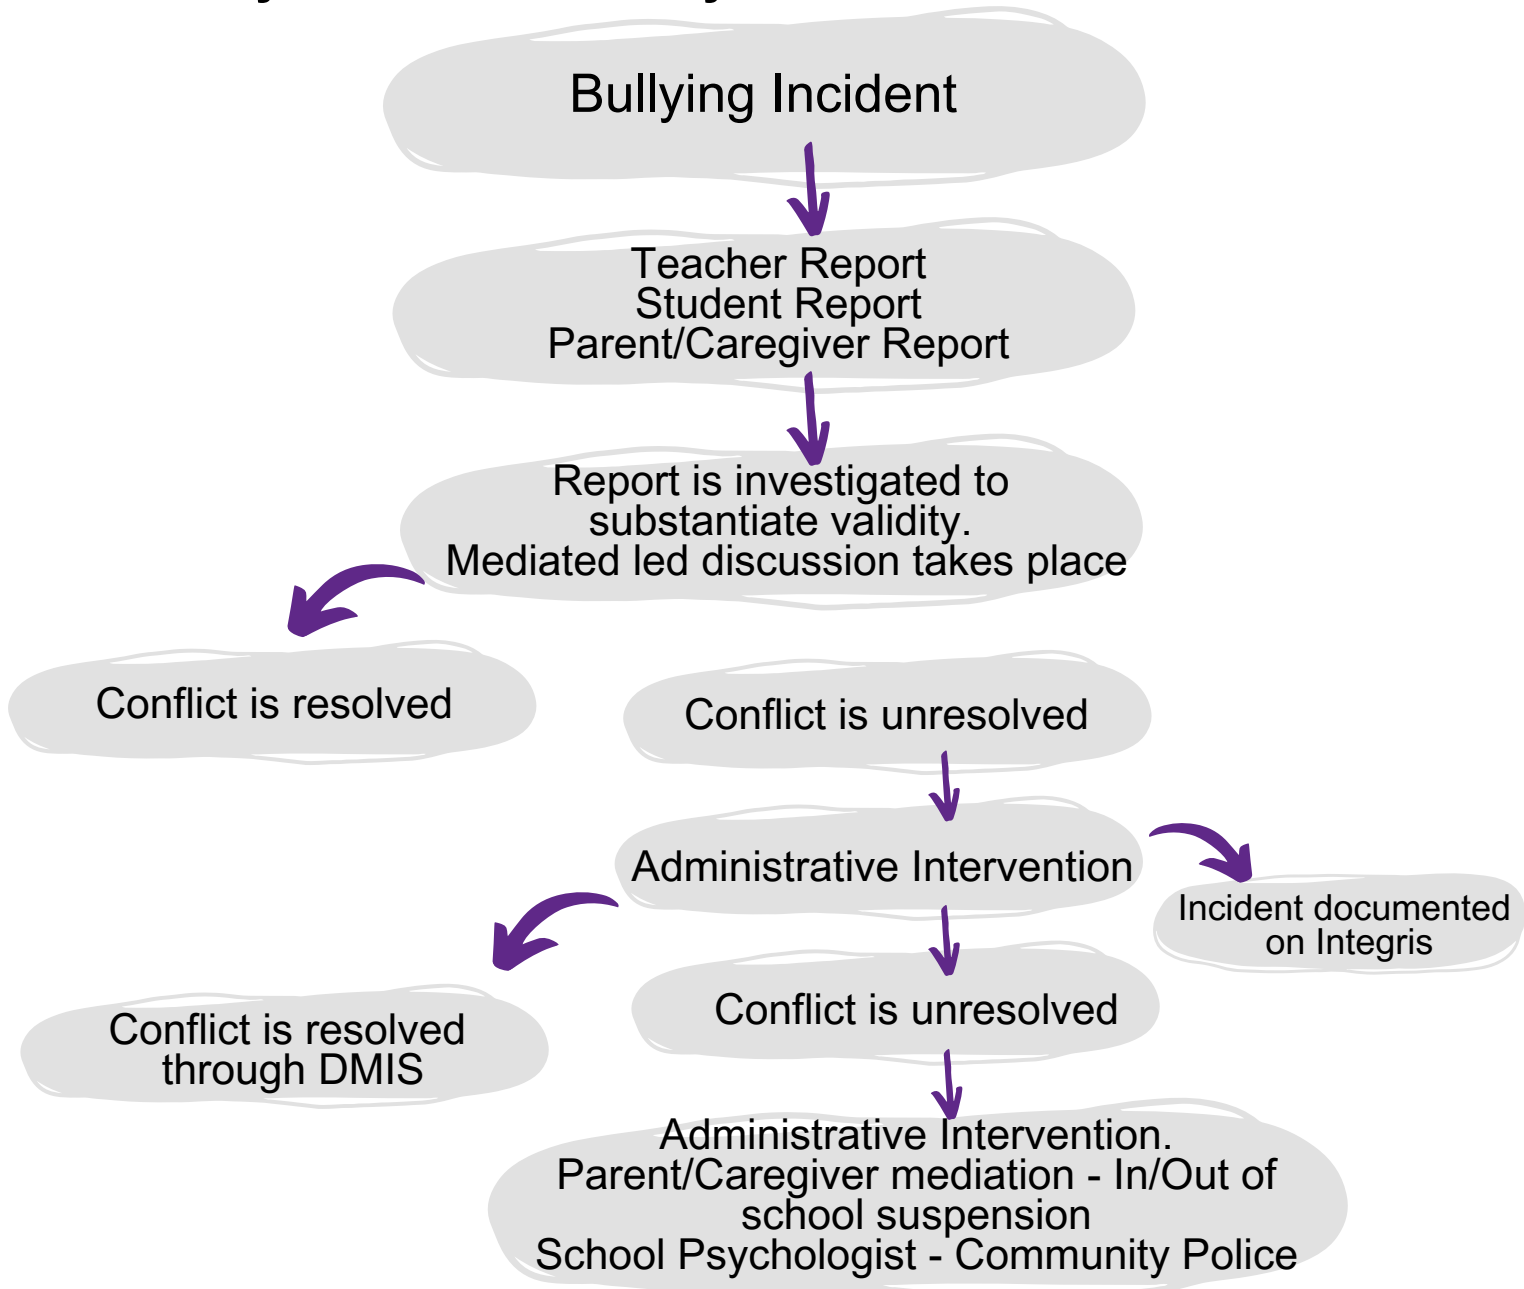 Bullying Incident
Teacher Report
Student Report
Parent/Caregiver Report
Report is investigated to
substantiate validity.
Mediated led discussion takes place
Conflict is resolved
Conflict is unresolved
Administrative Intervention
Incident documented
on Integris
Conflict is resolved
through DMIS
Conflict is unresolved
Administrative Intervention.
Parent/Caregiver mediation - In/Out of
school suspension
School Psychologist - Community Police